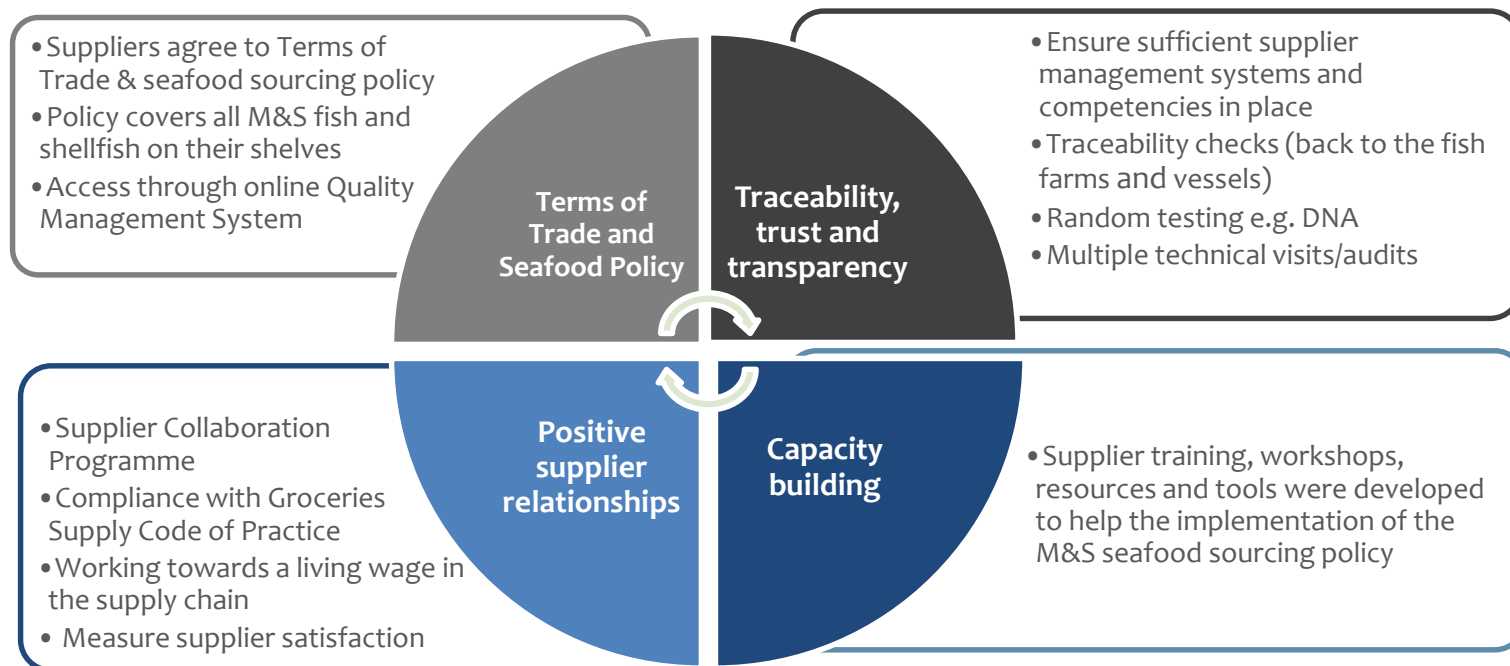 • Suppliers agree to Terms of
Trade & seafood sourcing policy
• Policy covers all M&S fish and
shellfish on their shelves
• Access through online Quality
Management System
Terms of
Trade and
Seafood Policy
Traceability,
trust and
transparency
• Ensure sufficient supplier
management systems and
competencies in place
• Traceability checks (back to the fish
farms and vessels)
• Random testing e.g. DNA
• Multiple technical visits/audits
• Supplier Collaboration
Programme
• Compliance with Groceries
Supply Code of Practice
• Working towards a living wage in
the supply chain
• Measure supplier satisfaction
Positive
supplier
relationships
Capacity
building
• Supplier training, workshops,
resources and tools were developed
to help the implementation of the
M&S seafood sourcing policy